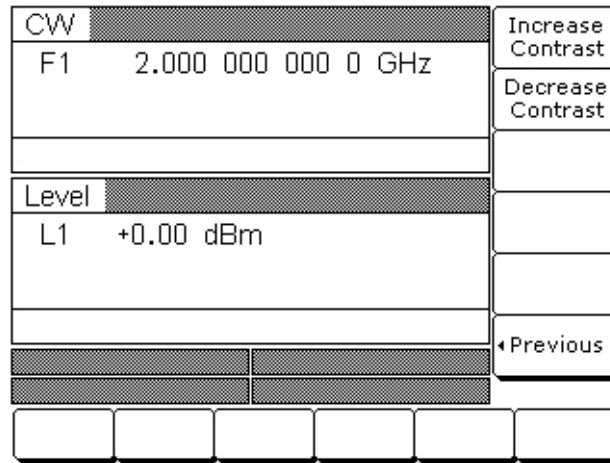 CW
F1 2.000 000 000 0 GHz
Level
L1 +0.00 dBm
Increase
Contrast
Decrease
Contrast
Previous